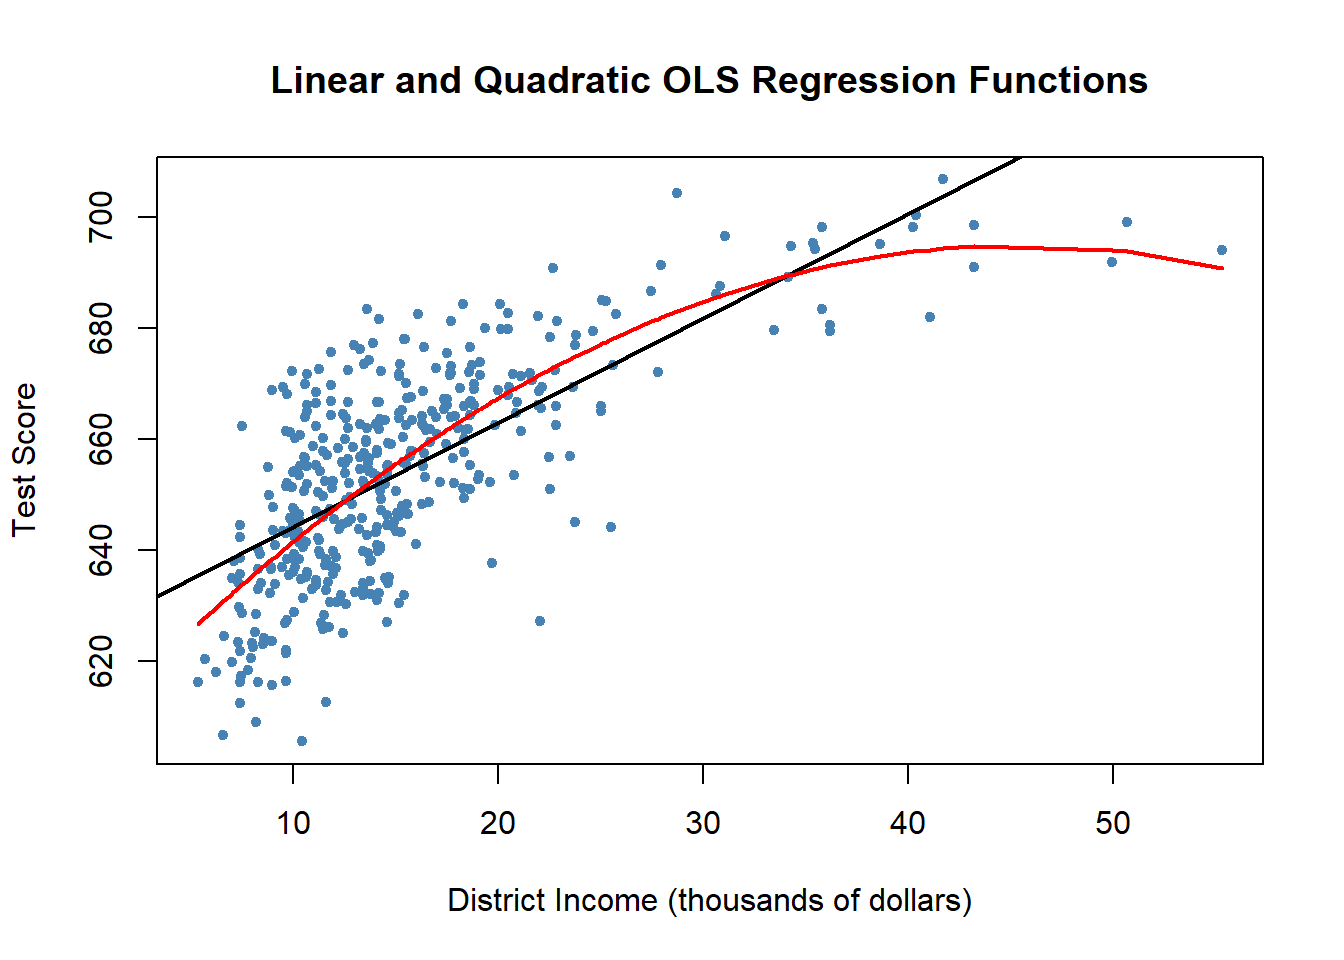 Linear and Quadratic OLS Regression Functions
Test Score
700
680
660
640
620
10 20 30 40 50
District Income (thousands of dollars)